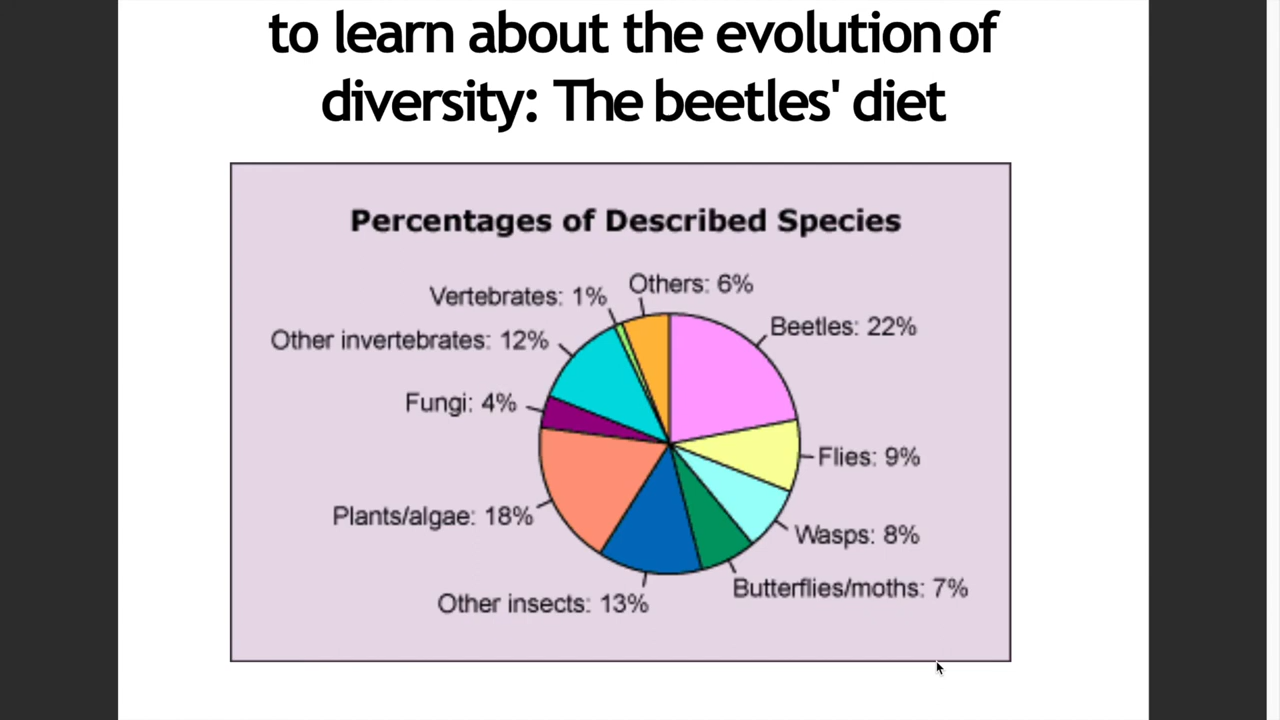 to learn about the evolution of
diversity: The beetles' diet
Percentages of Described Species
Vertebrates: 1%
Others: 6%
Beetles: 22%
Other invertebrates: 12%
Fungi: 4%
Flies: 9%
Plants/algae: 18%
Wasps: 8%
Butterflies/moths: 7%
Other insects: 13%